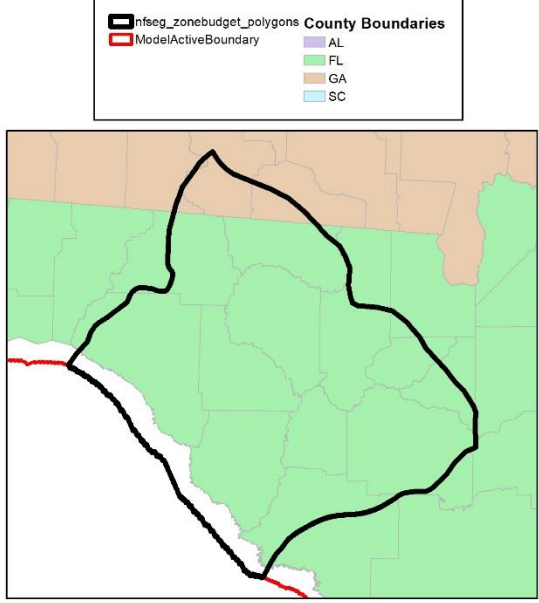 nfseg_zonebudget_polygons
ModelActiveBoundary
County Boundaries
AL
FL
GA
SC